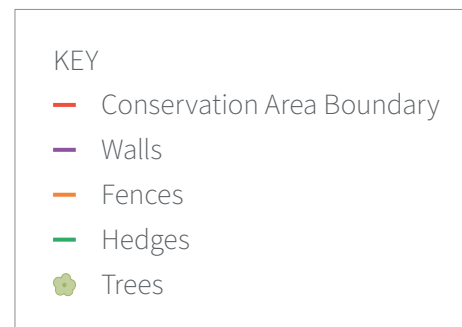 KEY
Conservation Area Boundary
Walls
Fences
Hedges
Trees